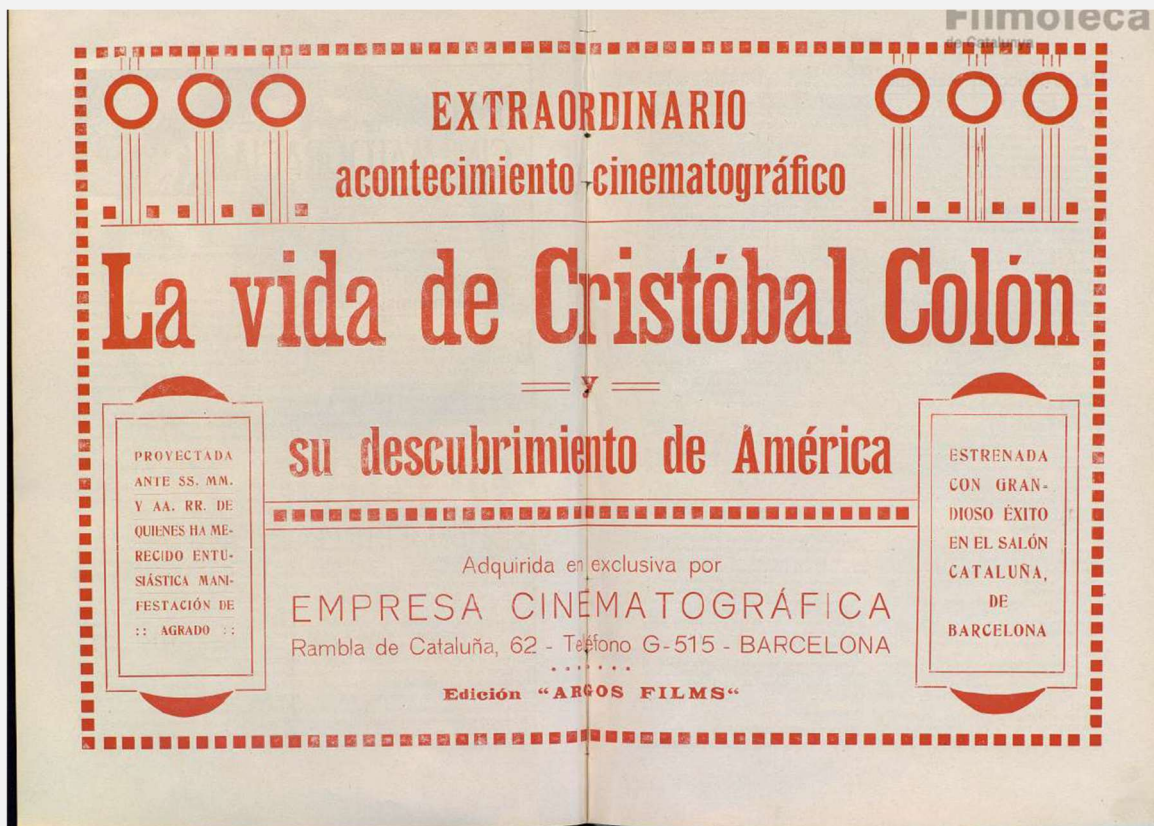 Filmoteca
de Catalunya
EXTRAORDINARIO
acontecimiento cinematográfico
La vida de Cristóbal Colón
y
su descubrimiento de América
PROYECTADA
ANTE SS. MM.
Y AA. RR. DE
QUIENES HA ME-
RECIDO ENTU-
SIÁSTICA MANI-
FESTACIÓN DE
:: AGRADO ::
ESTRENADA
CON GRAN-
DIOSO ÉXITO
EN EL SALÓN
CATALUÑA,
DE
BARCELONA
Adquirida en exclusiva por
EMPRESA CINEMATOGRÁFICA
Rambla de Cataluña, 62 - Teléfono G-515 - BARCELONA
Edición “ARGOS FILMS“